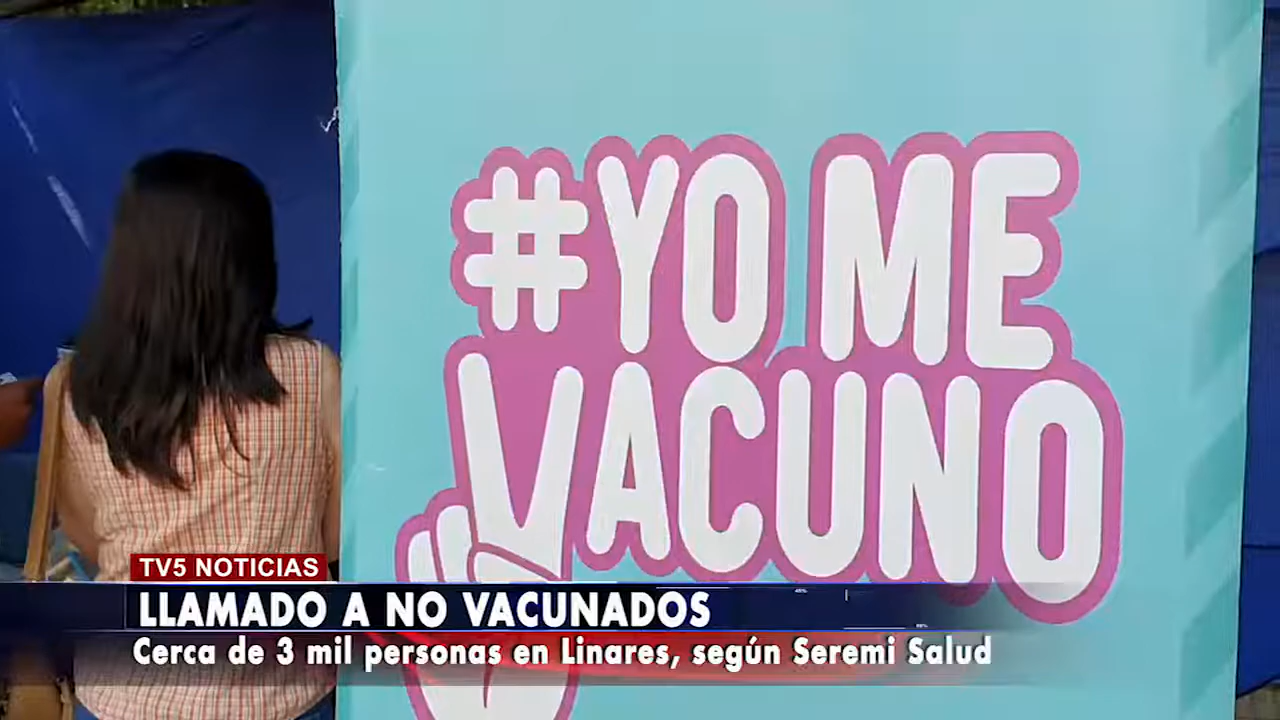 #YO ME
VACUNO
TV5 NOTICIAS
LLAMADO A NO VACUNADOS
Cerca de 3 mil personas en Linares, según Seremi Salud